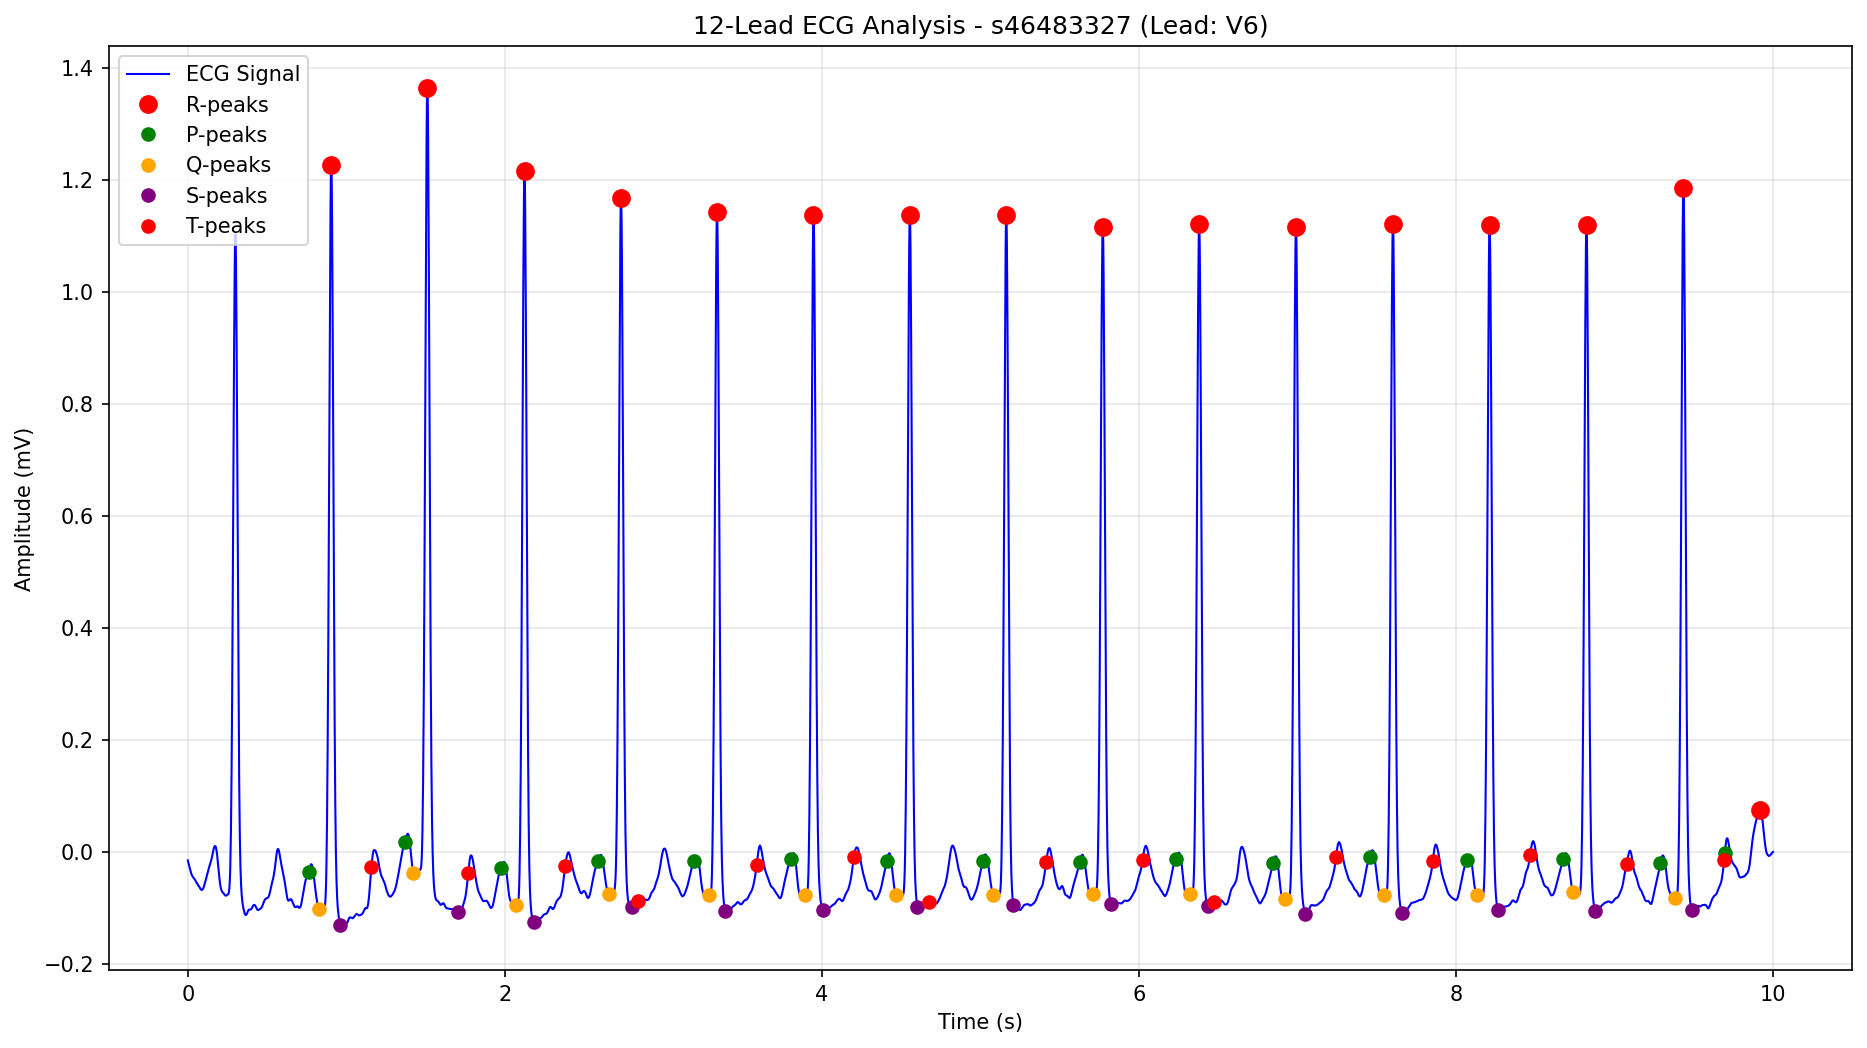 12-Lead ECG Analysis - s46483327 (Lead: V6)
ECG Signal
R-peaks
P-peaks
Q-peaks
S-peaks
T-peaks
Amplitude (mV)
1.4
1.2
1.0
0.8
0.6
0.4
0.2
0.0
−0.2
0 2 4 6 8 10
Time (s)